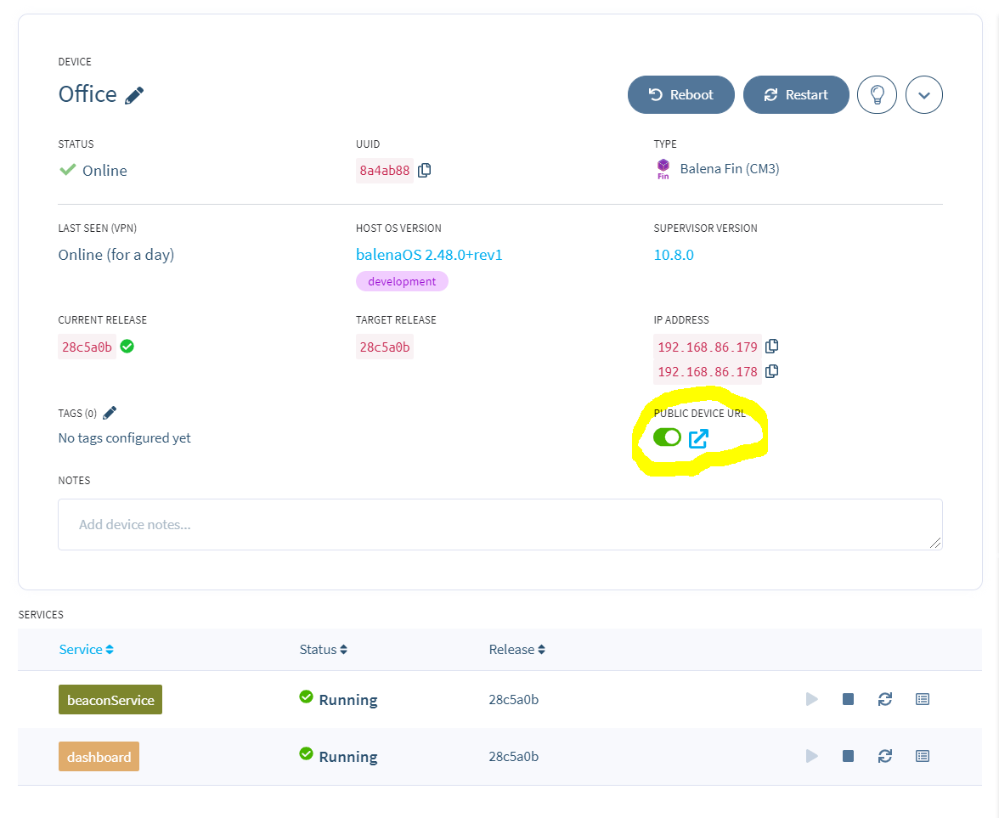 DEVICE
Office
Reboot
Restart
STATUS
UUID
TYPE
Online
8a4ab88
Fin
Balena Fin (CM3)
LAST SEEN (VPN)
HOST OS VERSION
SUPERVISOR VERSION
Online (for a day)
balenaOS 2.48.0+rev1
10.8.0
development
CURRENT RELEASE
TARGET RELEASE
IP ADDRESS
28c5a0b
28c5a0b
192.168.86.179
192.168.86.178
TAGS (0)
PUBLIC DEVICE URL
No tags configured yet
NOTES
Add device notes...
SERVICES
Service
Status
Release
beaconService
Running
28c5a0b
dashboard
Running
28c5a0b